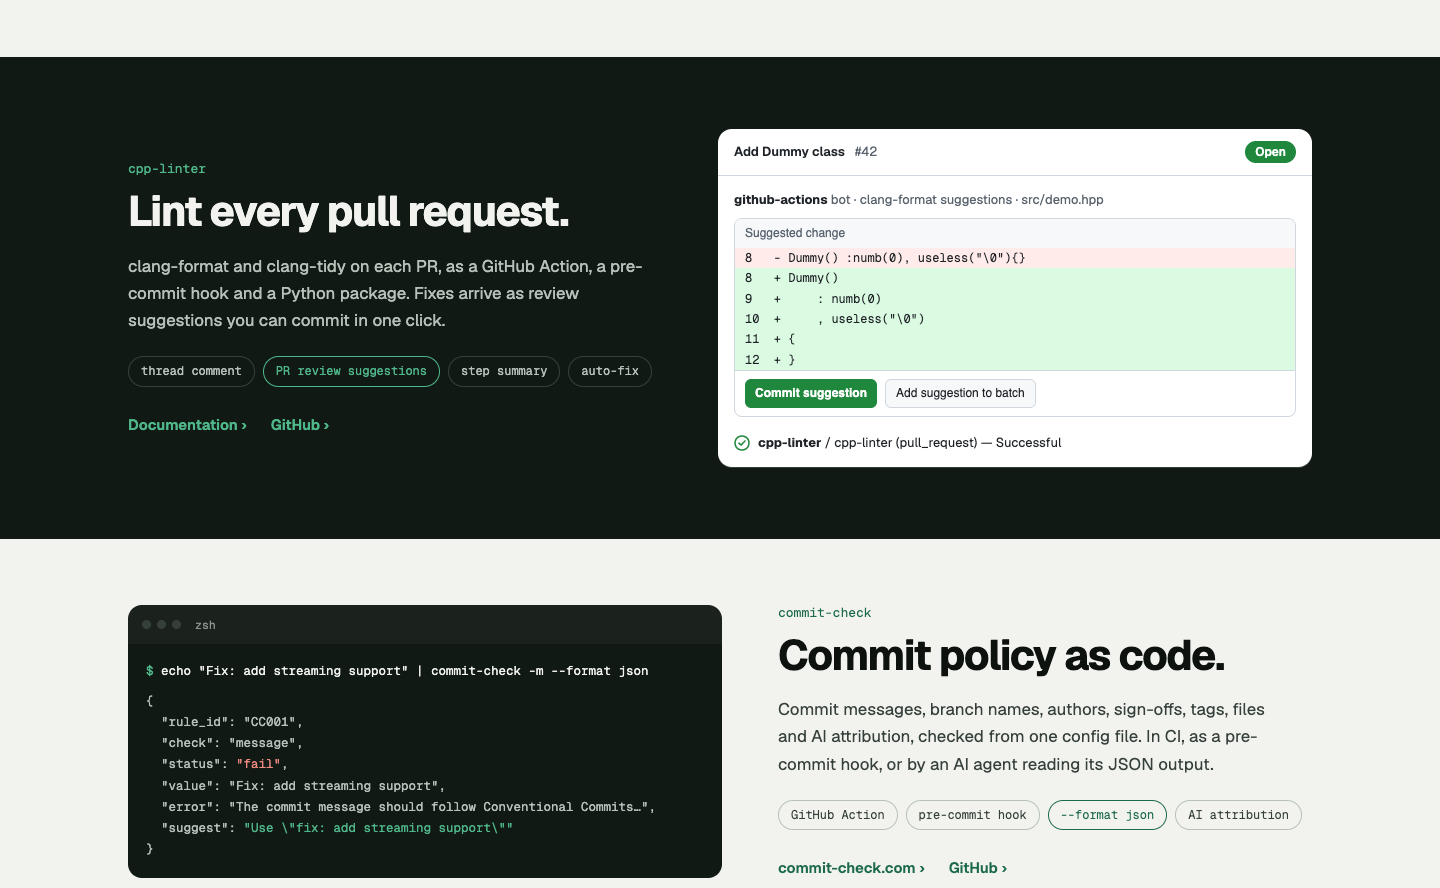 cpp-linter
Lint every pull request.
clang-format and clang-tidy on each PR, as a GitHub Action, a pre-
commit hook and a Python package. Fixes arrive as review
suggestions you can commit in one click.
thread comment
PR review suggestions
step summary
auto-fix
Documentation ›
GitHub ›
Add Dummy class #42
Open
github-actions bot · clang-format suggestions · src/demo.hpp
Suggested change
8 - Dummy() :numb(0), useless("\0"){}
8 + Dummy()
9 +     : numb(0)
10 +     , useless("\0")
11 + {
12 + }
Commit suggestion
Add suggestion to batch
cpp-linter / cpp-linter (pull_request) — Successful
zsh
$ echo "Fix: add streaming support" | commit-check -m --format json
{
  "rule_id": "CC001",
  "check": "message",
  "status": "fail",
  "value": "Fix: add streaming support",
  "error": "The commit message should follow Conventional Commits…",
  "suggest": "Use \"fix: add streaming support\""
}
commit-check
Commit policy as code.
Commit messages, branch names, authors, sign-offs, tags, files
and AI attribution, checked from one config file. In CI, as a pre-
commit hook, or by an AI agent reading its JSON output.
GitHub Action
pre-commit hook
--format json
AI attribution
commit-check.com ›
GitHub ›